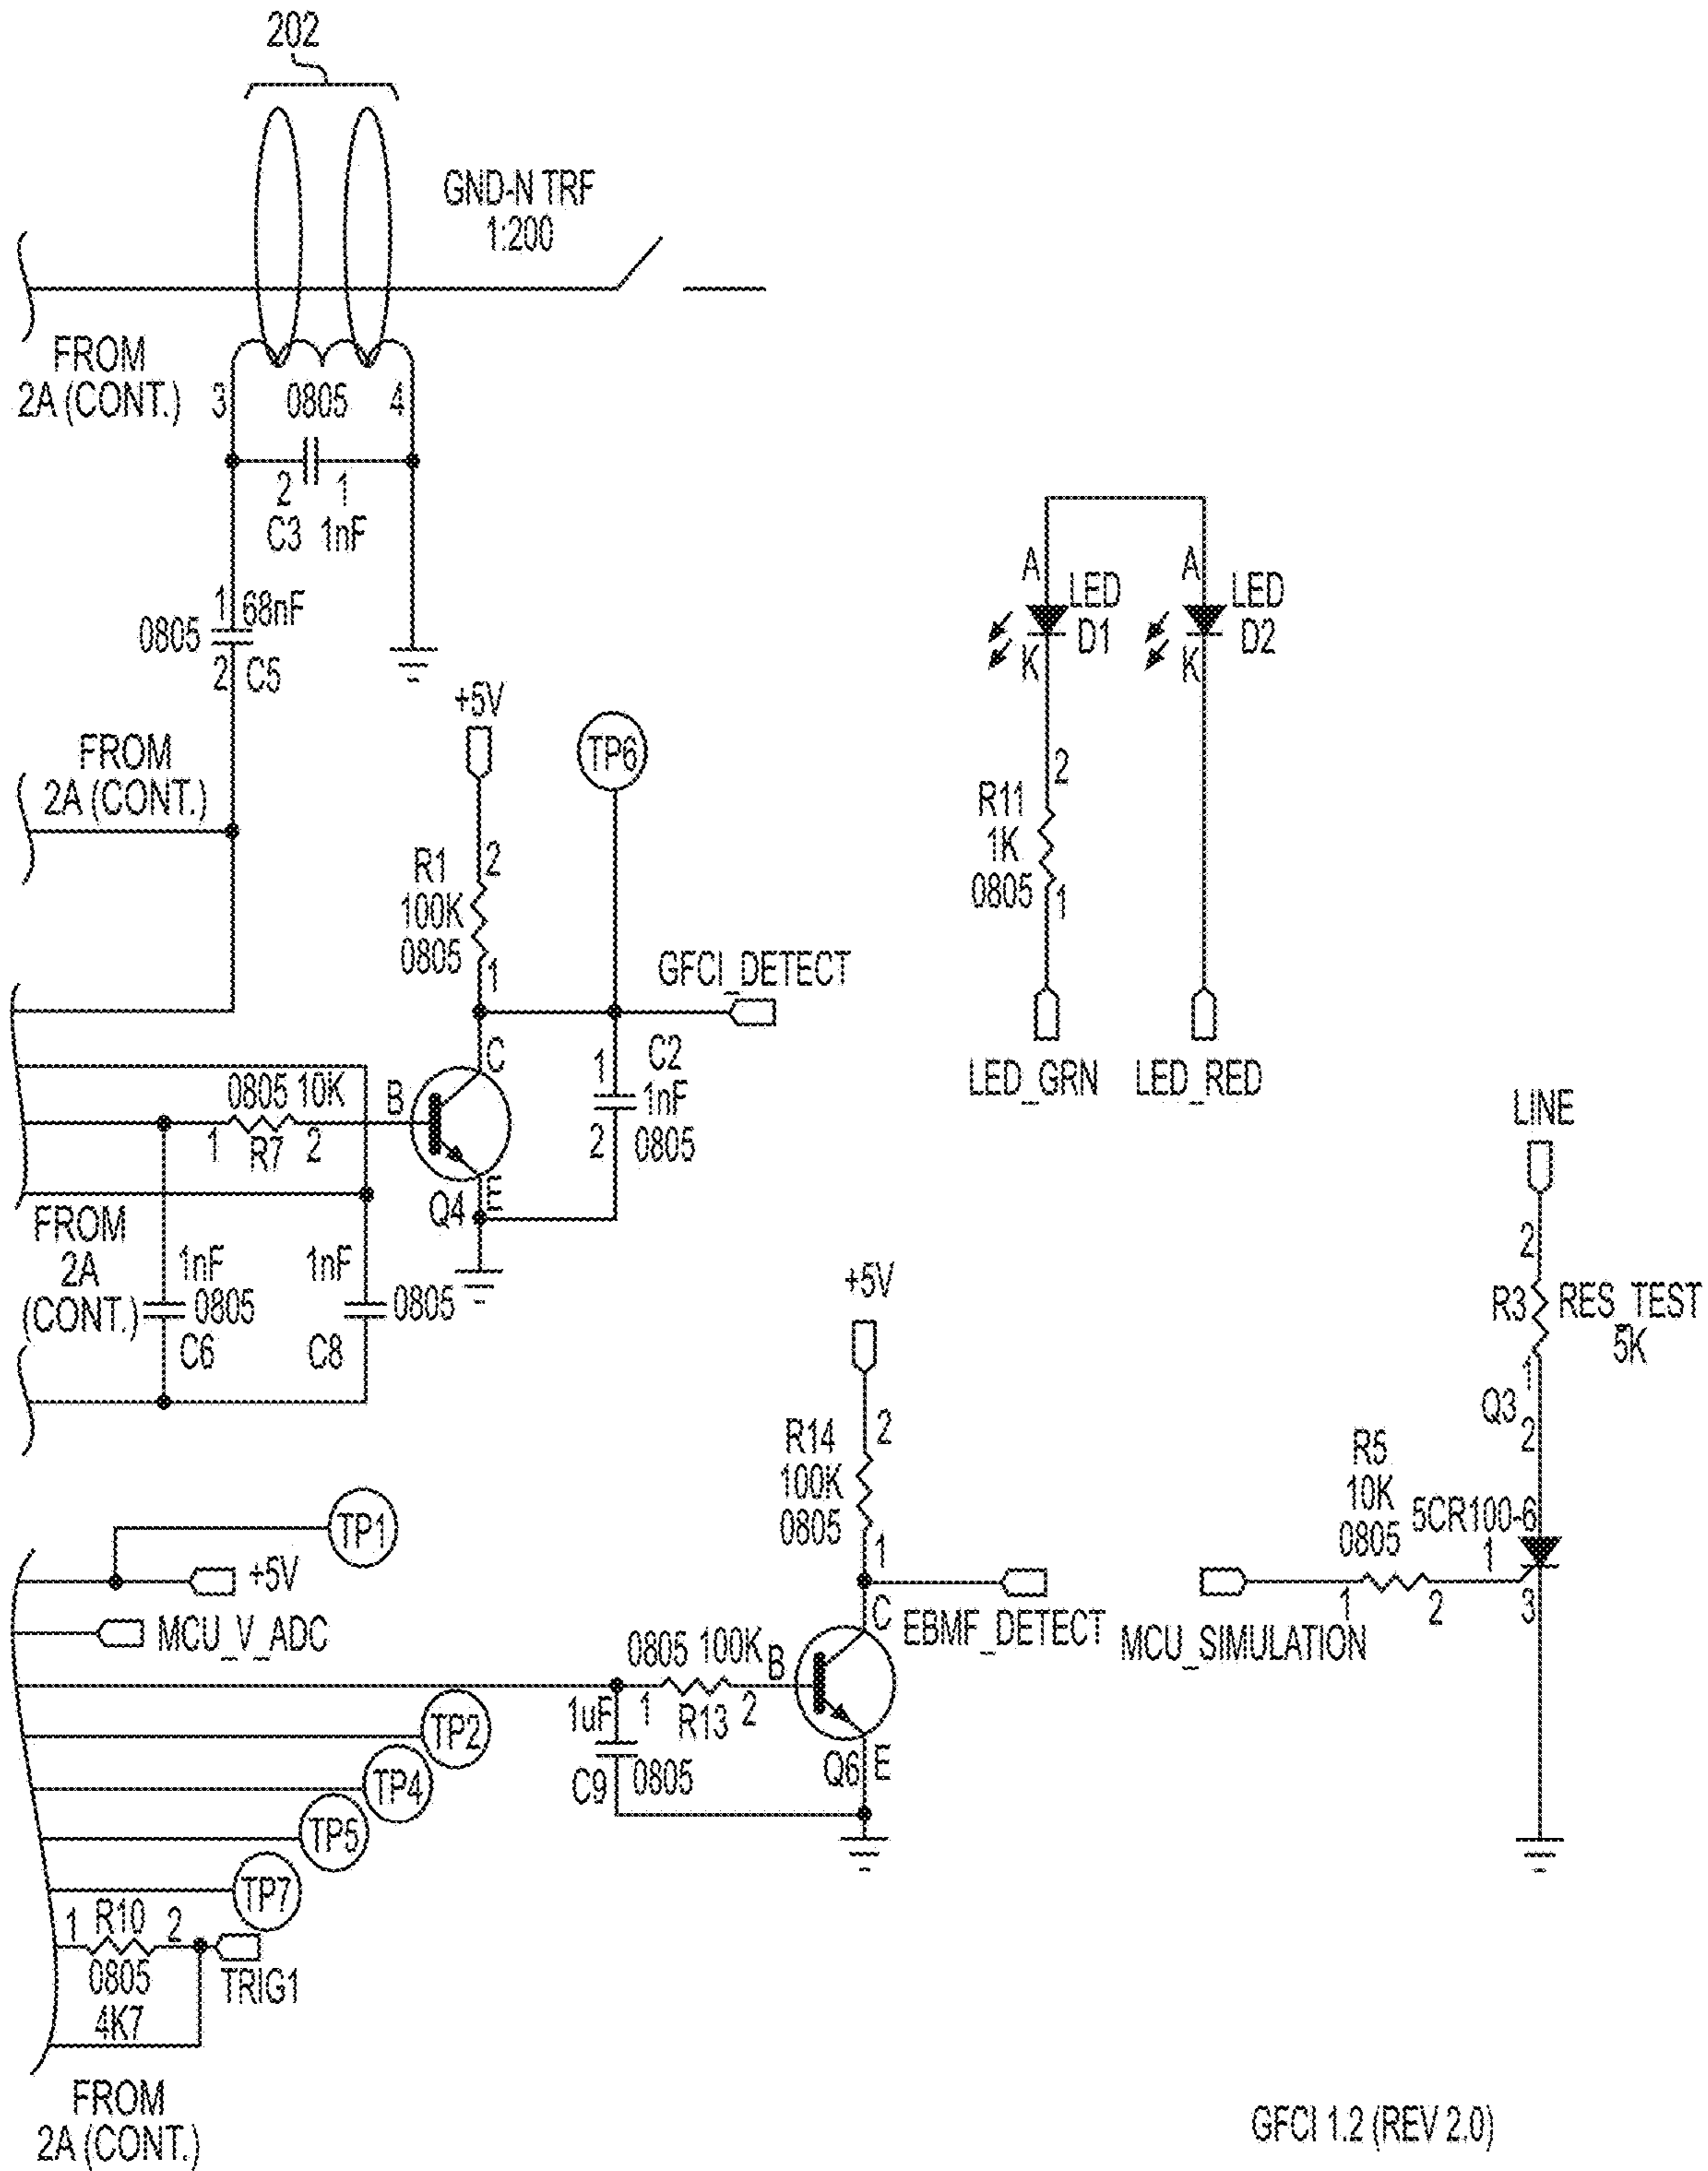 202
GND-N TRF
1:200
FROM
2A (CONT.)
3
0805
4
2
1
C3
1nF
1
68nF
0805
2
C5
FROM
2A (CONT.)
+5V
TP6
R1
100K
0805
2
1
GFCI_DETECT
A
LED
D1
K
A
LED
D2
K
2
R11
1K
0805
1
LED_GRN
LED_RED
0805 10K
1
R7
2
B
C
Q4
E
1
C2
1nF
2
0805
FROM
2A
(CONT.)
1nF
0805
C6
1nF
0805
C8
LINE
2
R3
RES_TEST
5K
1
Q3
2
R5
10K
0805
5CR100-6
1
3
1
2
MCU_SIMULATION
+5V
R14
100K
0805
2
1
C
EBMF_DETECT
TP1
+5V
MCU_V_ADC
0805 100K
B
1uF
1
R13
2
C9
0805
Q6
E
TP2
TP4
TP5
TP7
1
R10
2
0805
4K7
TRIG1
FROM
2A (CONT.)
GFCI 1.2 (REV 2.0)